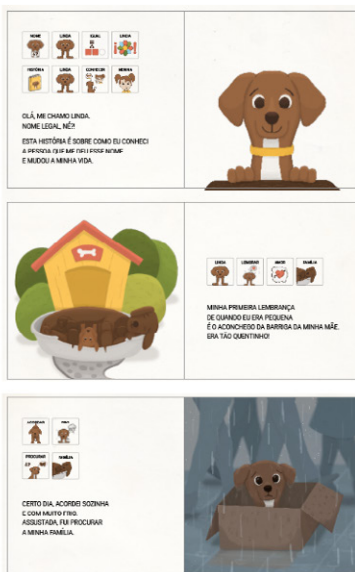 NOME LINDA IGUAL LINDA
HISTÓRIA LINDA CONHECER MENINA
OLÁ, ME CHAMO LINDA.
NOME LEGAL, NÉ?!
ESTA HISTÓRIA É SOBRE COMO EU CONHECI
A PESSOA QUE ME DEU ESSE NOME
E MUDOU A MINHA VIDA.
LINDA LEMBRAR AMOR FAMÍLIA
MINHA PRIMEIRA LEMBRANÇA
DE QUANDO EU ERA PEQUENA
É O ACONCHEGO DA BARRIGA DA MINHA MÃE.
ERA TÃO QUENTINHO!
ACORDAR FRIO
PROCURAR FAMÍLIA
CERTO DIA, ACORDEI SOZINHA
E COM MUITO FRIO.
ASSUSTADA, FUI PROCURAR
A MINHA FAMÍLIA.